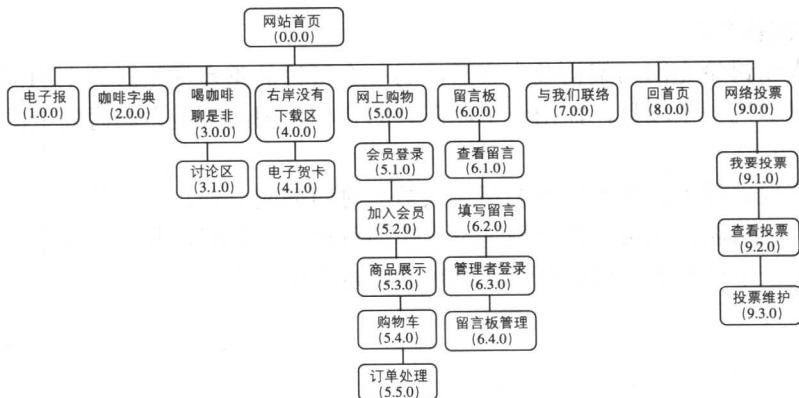 网站首页
(0.0.0)
电子报
(1.0.0)
咖啡字典
(2.0.0)
喝咖啡
聊是非
(3.0.0)
右岸没有
下载区
(4.0.0)
网上购物
(5.0.0)
留言板
(6.0.0)
与我们联络
(7.0.0)
回首页
(8.0.0)
网络投票
(9.0.0)
讨论区
(3.1.0)
电子贺卡
(4.1.0)
会员登录
(5.1.0)
加入会员
(5.2.0)
商品展示
(5.3.0)
购物车
(5.4.0)
订单处理
(5.5.0)
查看留言
(6.1.0)
填写留言
(6.2.0)
管理者登录
(6.3.0)
留言板管理
(6.4.0)
我要投票
(9.1.0)
查看投票
(9.2.0)
投票维护
(9.3.0)